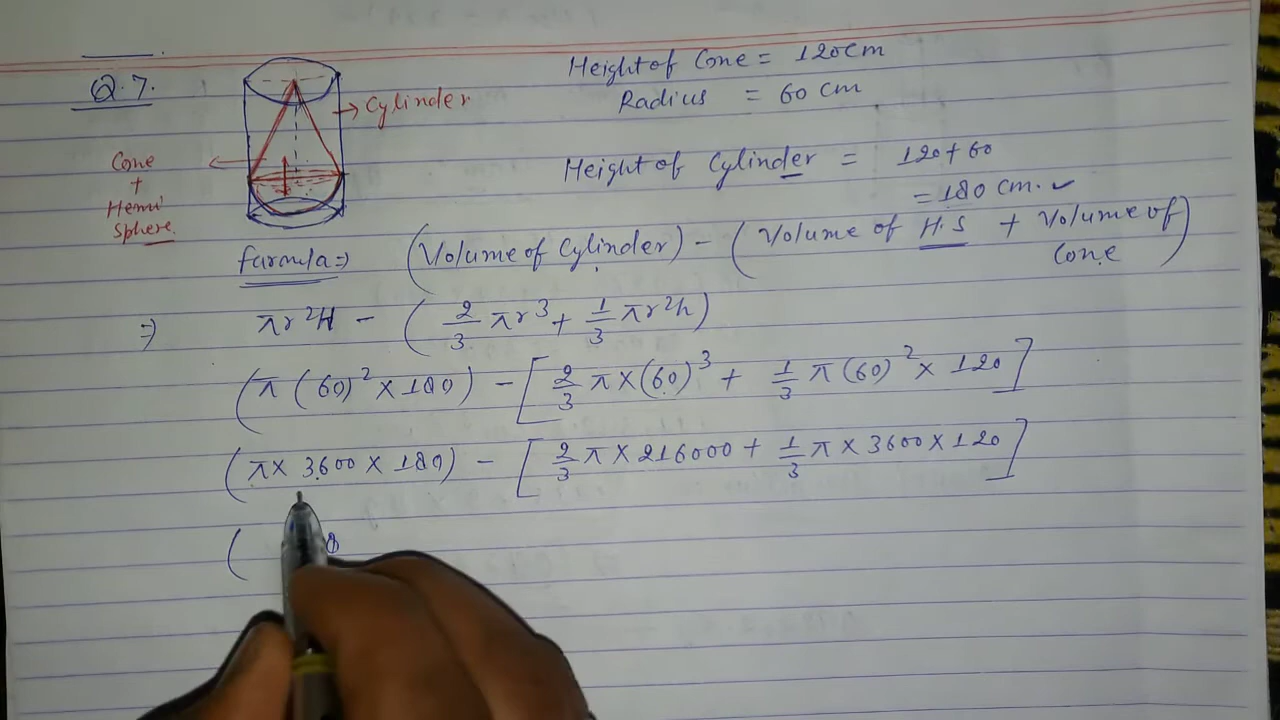 Q.7.
Height of Cone = 120cm
Radius = 60 cm
→ Cylinder
Cone
+
Hemi
Sphere.
Height of Cylinder = 120+60
= 180 cm. ✓
Farmula⇒ (Volume of Cylinder) - (Volume of H.S + Volume of Cone)
⇒ πr²H - ( 2/3 πr³ + 1/3 πr²h)
(π (60)² × 180) - [ 2/3 π×(60)³ + 1/3 π (60)² × 120 ]
(π× 3600 × 180) - [ 2/3 π × 216000 + 1/3 π × 3600 × 120 ]
(